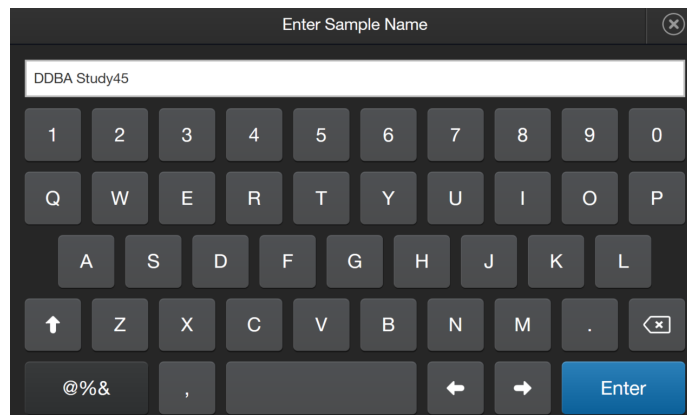 Enter Sample Name
DDBA Study45
1 2 3 4 5 6 7 8 9 0
Q W E R T Y U I O P
A S D F G H J K L
Z X C V B N M .
@%& , Enter